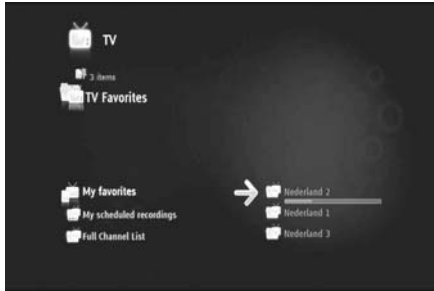 TV
3 items
TV Favorites
My favorites
My scheduled recordings
Full Channel List
Nederland 2
Nederland 1
Nederland 3